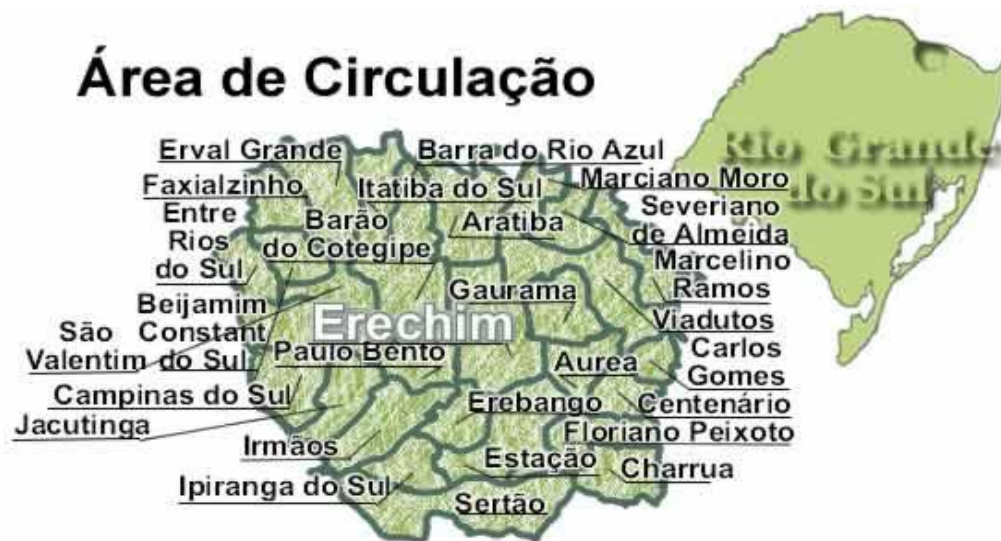 Área de Circulação
Rio Grande
do Sul
Erval Grande
Barra do Rio Azul
Faxialzinho
Itatiba do Sul
Marciano Moro
Entre
Rios
do Sul
Barão
do Cotegipe
Aratiba
Severiano
de Almeida
Marcelino
Ramos
Beijamim
Constant
do Sul
Gaurama
Viadutos
São
Valentim
Erechim
Paulo Bento
Aurea
Carlos
Gomes
Campinas do Sul
Erebango
Centenário
Jacutinga
Floriano Peixoto
Irmãos
Estação
Charrua
Ipiranga do Sul
Sertão